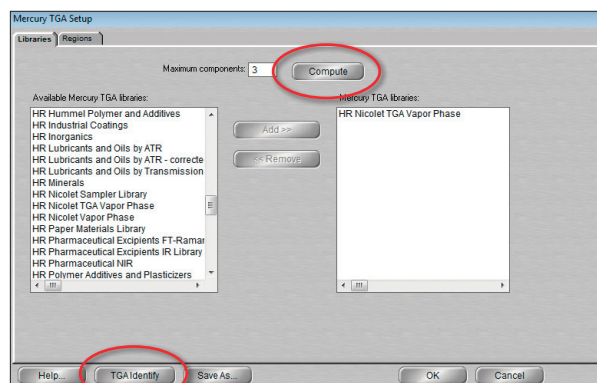 Mercury TGA Setup
Libraries Regions
Maximum components: 3 Compute
Available Mercury TGA libraries:
HR Hummel Polymer and Additives
HR Industrial Coatings
HR Inorganics
HR Lubricants and Oils by ATR
HR Lubricants and Oils by ATR - correcte
HR Lubricants and Oils by Transmission
HR Minerals
HR Nicolet Sampler Library
HR Nicolet TGA Vapor Phase
HR Nicolet Vapor Phase
HR Paper Materials Library
HR Pharmaceutical Excipients FT-Raman
HR Pharmaceutical Excipients IR Library
HR Pharmaceutical NIR
HR Polymer Additives and Plasticizers
Add >>
<< Remove
Mercury TGA libraries:
HR Nicolet TGA Vapor Phase
Help... TGA Identify Save As... OK Cancel